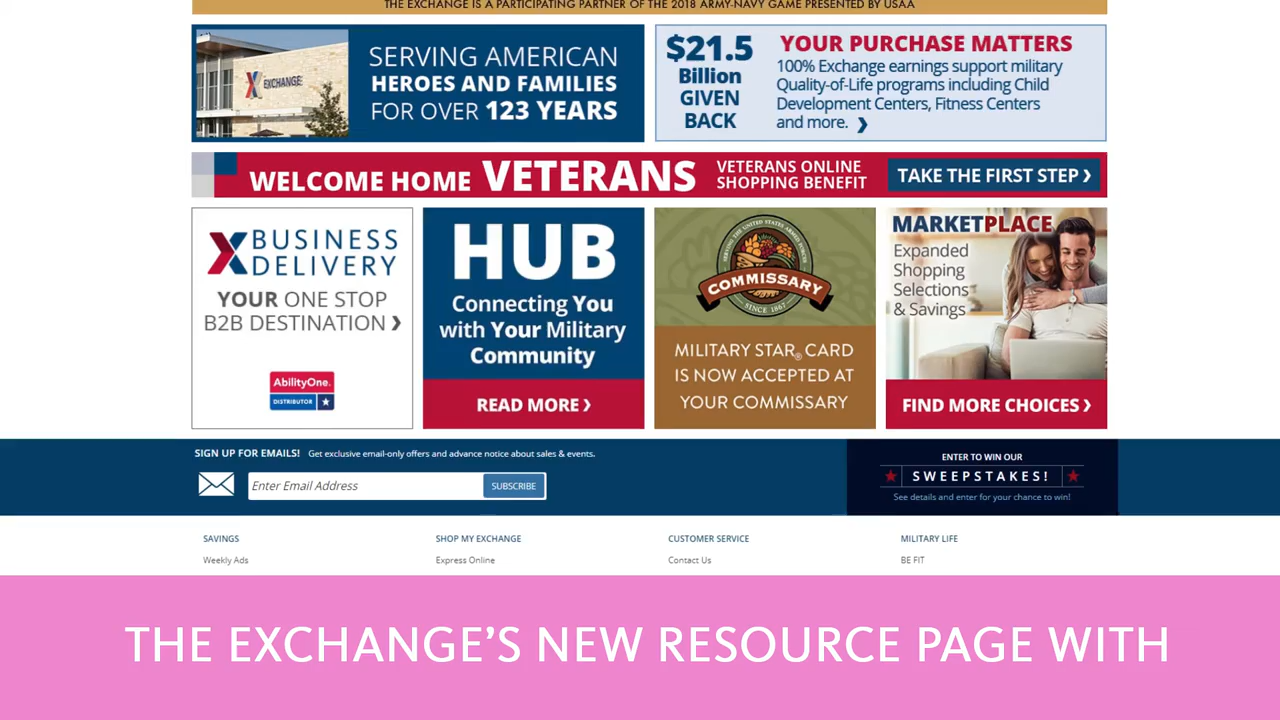 THE EXCHANGE IS A PARTICIPATING PARTNER OF THE 2018 ARMY-NAVY GAME PRESENTED BY USAA
EXCHANGE
SERVING AMERICAN
HEROES AND FAMILIES
FOR OVER 123 YEARS
$21.5
Billion
GIVEN
BACK
YOUR PURCHASE MATTERS
100% Exchange earnings support military
Quality-of-Life programs including Child
Development Centers, Fitness Centers
and more. ❯
WELCOME HOME VETERANS
VETERANS ONLINE
SHOPPING BENEFIT
TAKE THE FIRST STEP ❯
X BUSINESS
DELIVERY
YOUR ONE STOP
B2B DESTINATION ❯
AbilityOne.
DISTRIBUTOR
HUB
Connecting You
with Your Military
Community
READ MORE ❯
SERVING THE UNITED STATES ARMED FORCES
COMMISSARY
SINCE 1867
MILITARY STAR® CARD
IS NOW ACCEPTED AT
YOUR COMMISSARY
MARKETPLACE
Expanded
Shopping
Selections
& Savings
FIND MORE CHOICES ❯
SIGN UP FOR EMAILS! Get exclusive email-only offers and advance notice about sales & events.
Enter Email Address
SUBSCRIBE
ENTER TO WIN OUR
SWEEPSTAKES!
See details and enter for your chance to win!
SAVINGS
Weekly Ads
SHOP MY EXCHANGE
Express Online
CUSTOMER SERVICE
Contact Us
MILITARY LIFE
BE FIT
THE EXCHANGE’S NEW RESOURCE PAGE WITH